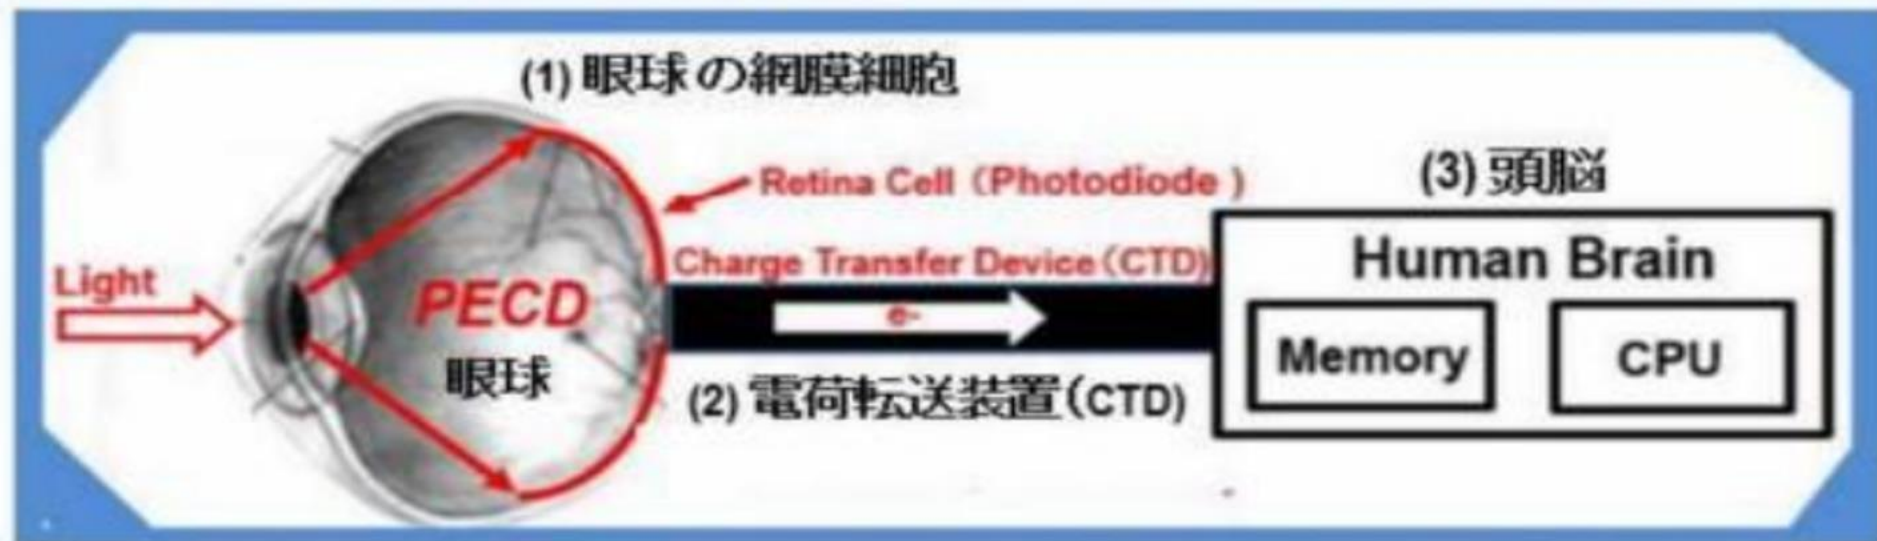 (1) 眼球の網膜細胞
Retina Cell (Photodiode )
(3) 頭脳
Human Brain
Charge Transfer Device (CTD)
Light
PECD
眼球
e-
Memory
CPU
(2) 電荷転送装置(CTD)